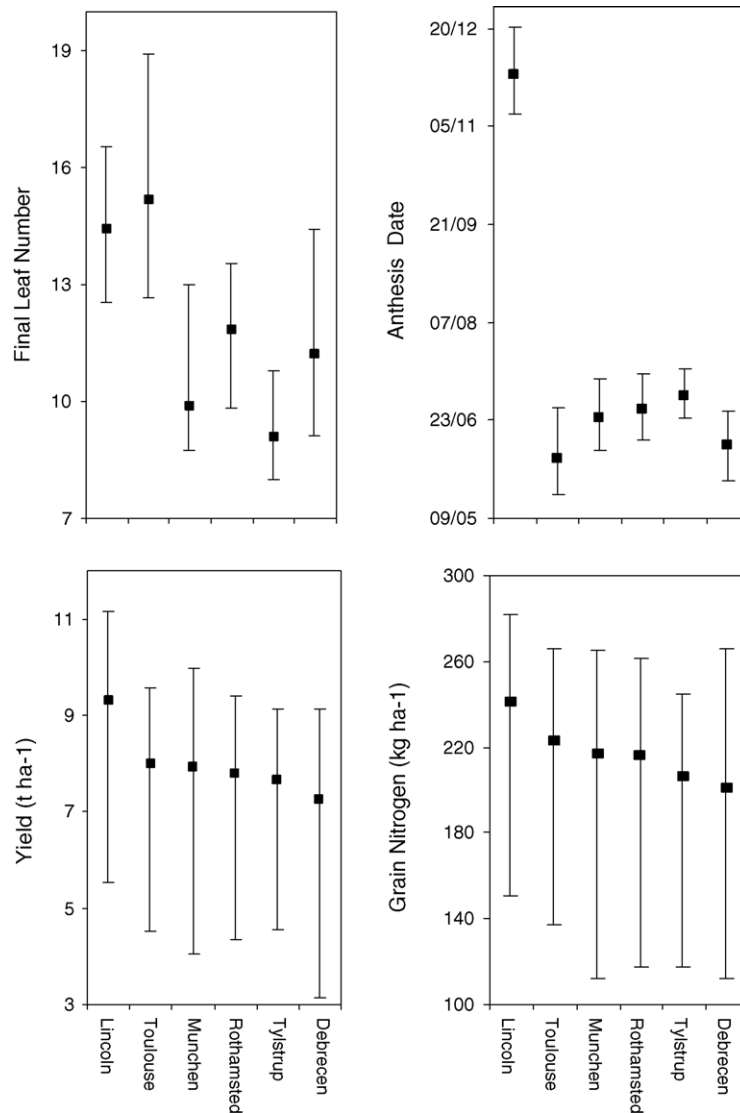 Final Leaf Number
19
16
13
10
7
Anthesis Date
20/12
05/11
21/09
07/08
23/06
09/05
Yield (t ha-1)
11
9
7
5
3
Lincoln
Toulouse
Munchen
Rothamsted
Tylstrup
Debrecen
Grain Nitrogen (kg ha-1)
300
260
220
180
140
100
Lincoln
Toulouse
Munchen
Rothamsted
Tylstrup
Debrecen